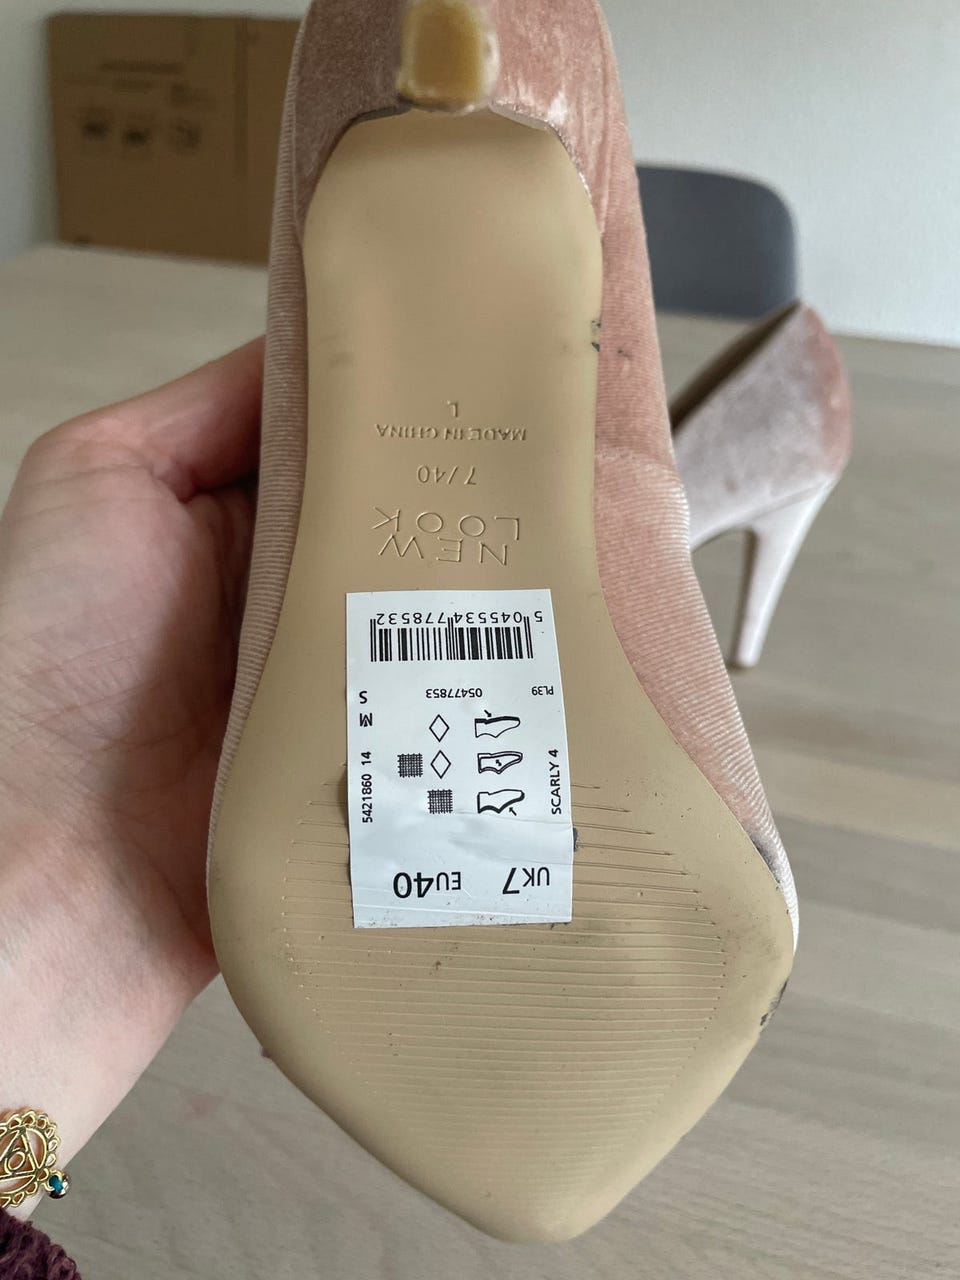 NEW
LOOK
7/40
MADE IN CHINA
L
UK7 EU40
SCARLY 4
5421860 14
M
S
PL39 05477853
5 045534 778532